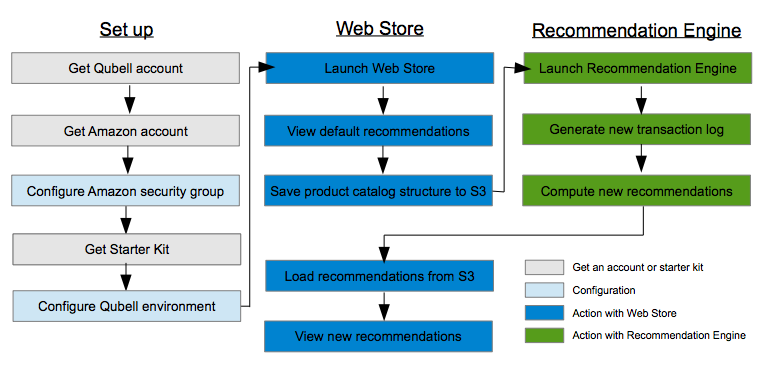 Set up
Web Store
Recommendation Engine
Get Qubell account
Get Amazon account
Configure Amazon security group
Get Starter Kit
Configure Qubell environment
Launch Web Store
View default recommendations
Save product catalog structure to S3
Launch Recommendation Engine
Generate new transaction log
Compute new recommendations
Load recommendations from S3
View new recommendations
Get an account or starter kit
Configuration
Action with Web Store
Action with Recommendation Engine